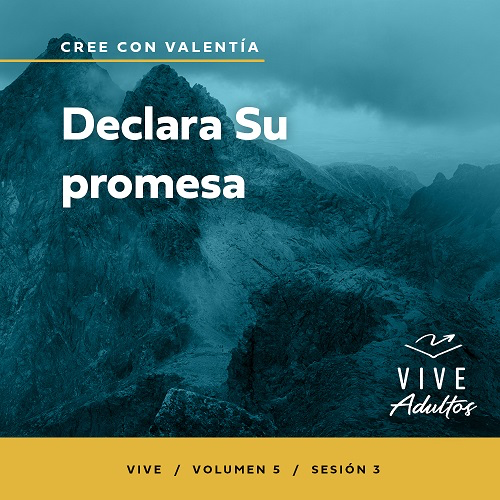 CREE CON VALENTÍA
Declara Su
promesa
VIVE
Adultos
VIVE / VOLUMEN 5 / SESIÓN 3